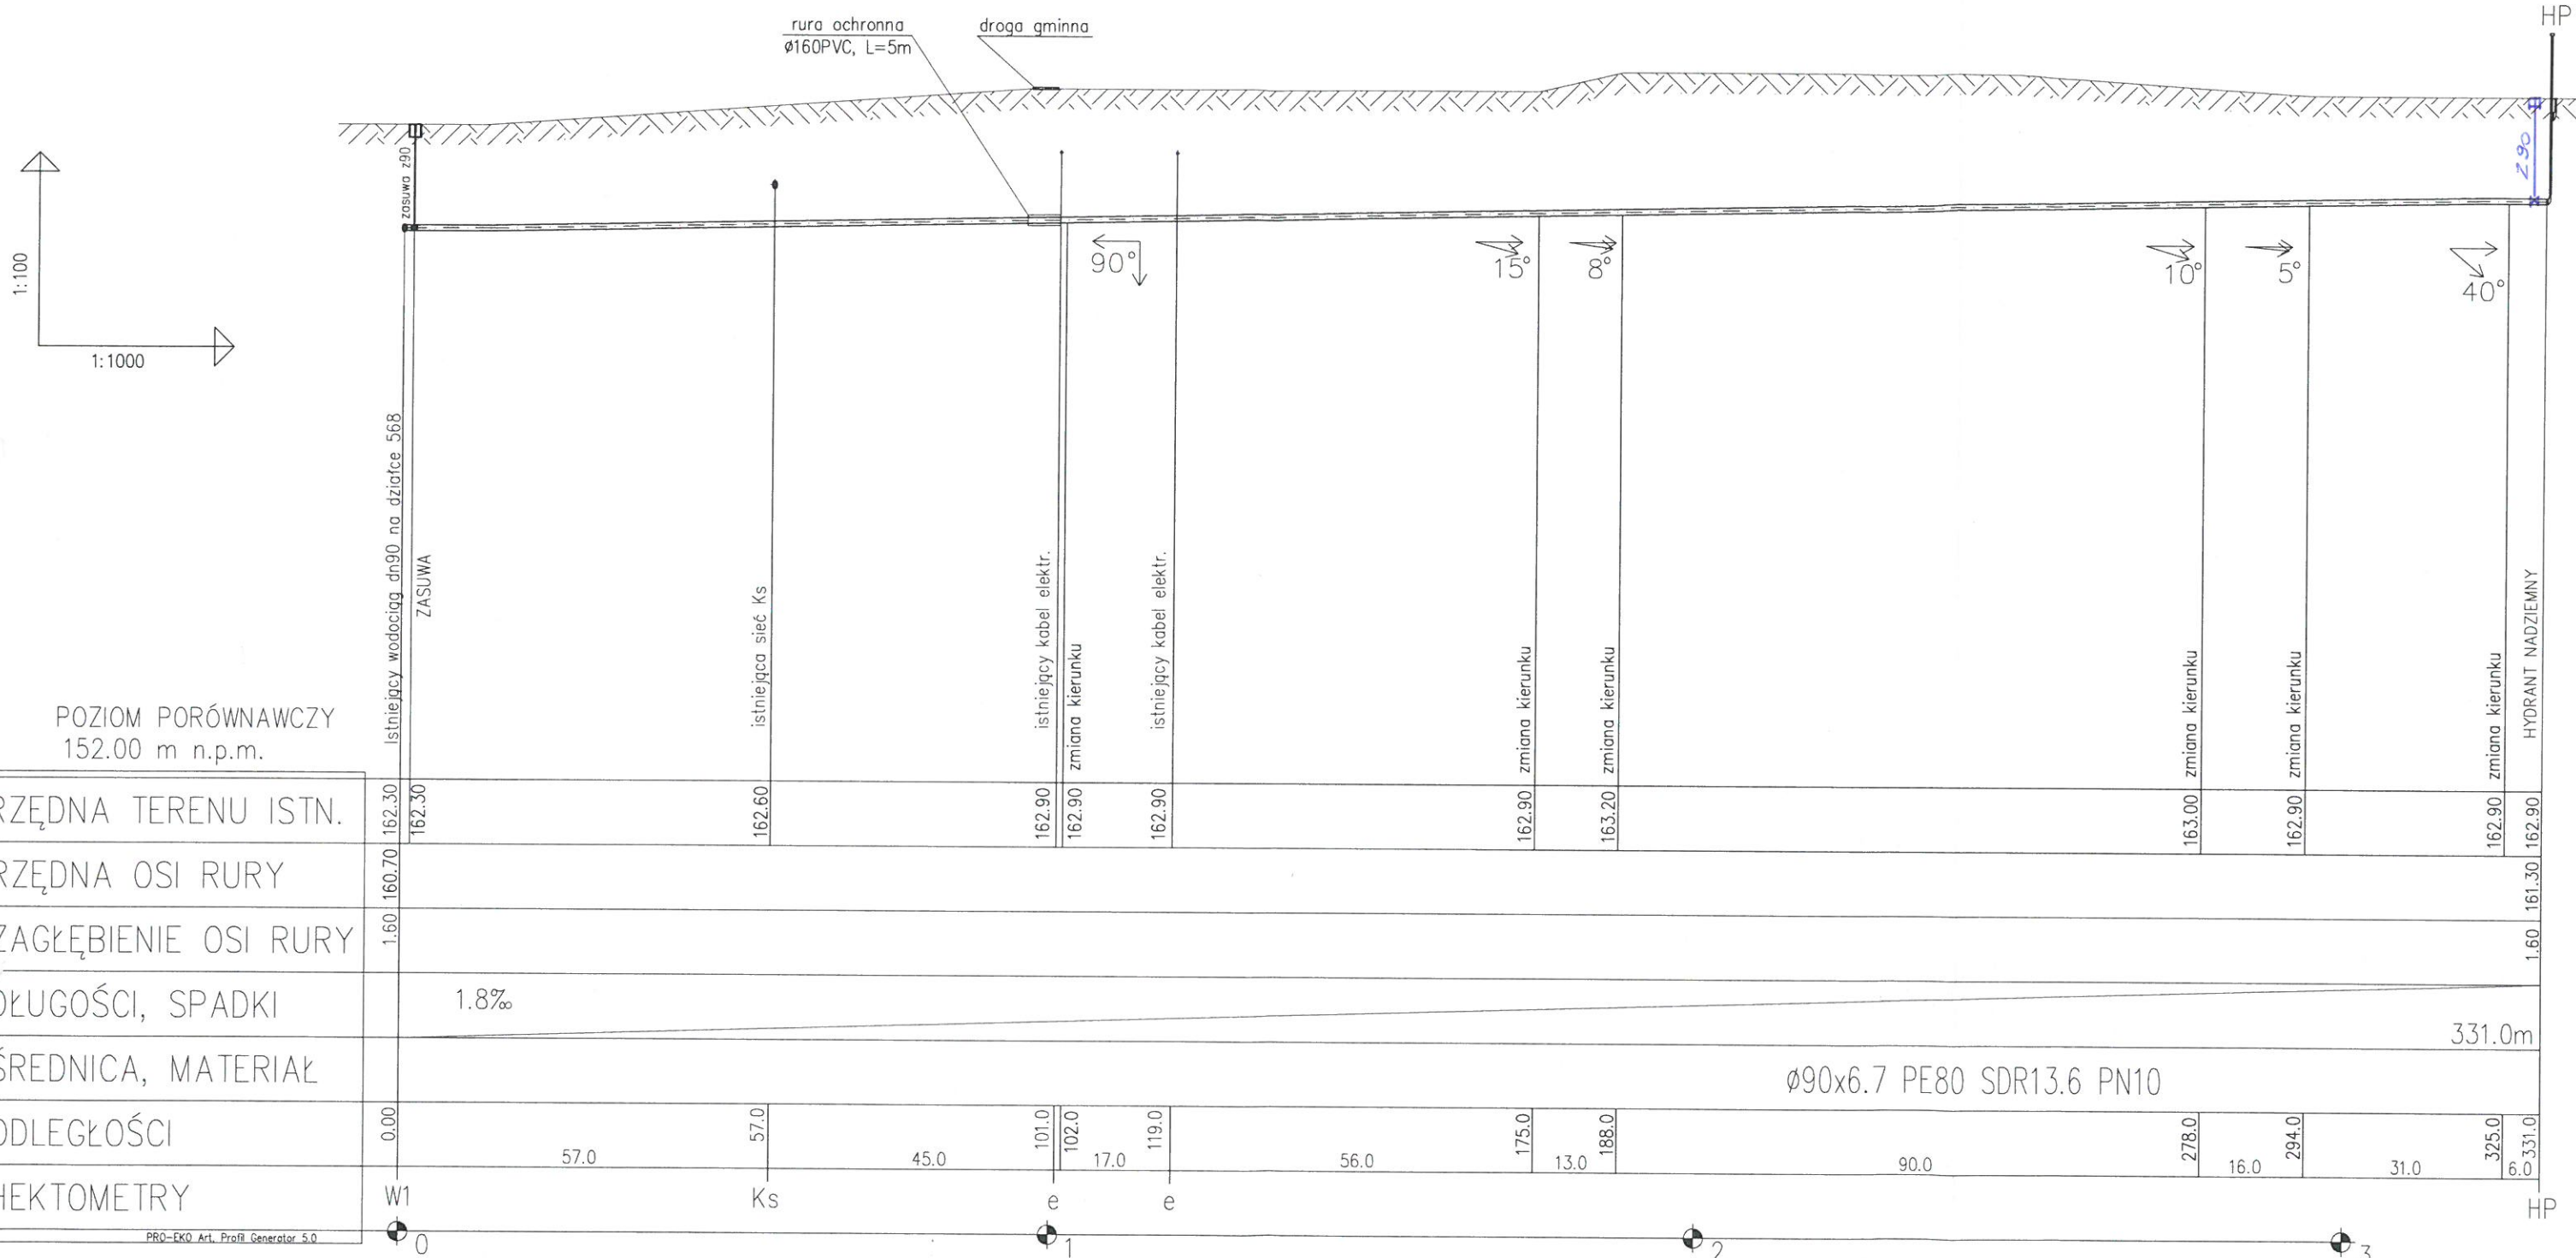 HP
rura ochronna
ø160PVC, L=5m
droga gminna
zasuwa z90
z90
1:100
1:1000
90°
15°
8°
10°
5°
40°
Istniejący wodociąg dn90 na działce 568
ZASUWA
istniejąca sieć Ks
istniejący kabel elektr.
zmiana kierunku
istniejący kabel elektr.
zmiana kierunku
zmiana kierunku
zmiana kierunku
zmiana kierunku
zmiana kierunku
HYDRANT NADZIEMNY
POZIOM PORÓWNAWCZY
152.00 m n.p.m.
RZĘDNA TERENU ISTN. 162.30 162.30 162.60 162.90 162.90 162.90 162.90 163.20 163.00 162.90 162.90 162.90
RZĘDNA OSI RURY 160.70 161.30
ZAGŁĘBIENIE OSI RURY 1.60 1.60
DŁUGOŚCI, SPADKI 1.8‰ 331.0m
ŚREDNICA, MATERIAŁ ø90x6.7 PE80 SDR13.6 PN10
ODLEGŁOŚCI 0.00 57.0 101.0 102.0 119.0 175.0 188.0 278.0 294.0 325.0 331.0
57.0 45.0 17.0 56.0 13.0 90.0 16.0 31.0 6.0
HEKTOMETRY W1 Ks e e HP
PRO-EKO Art. Profil Generator 5.0
0 1 2 3